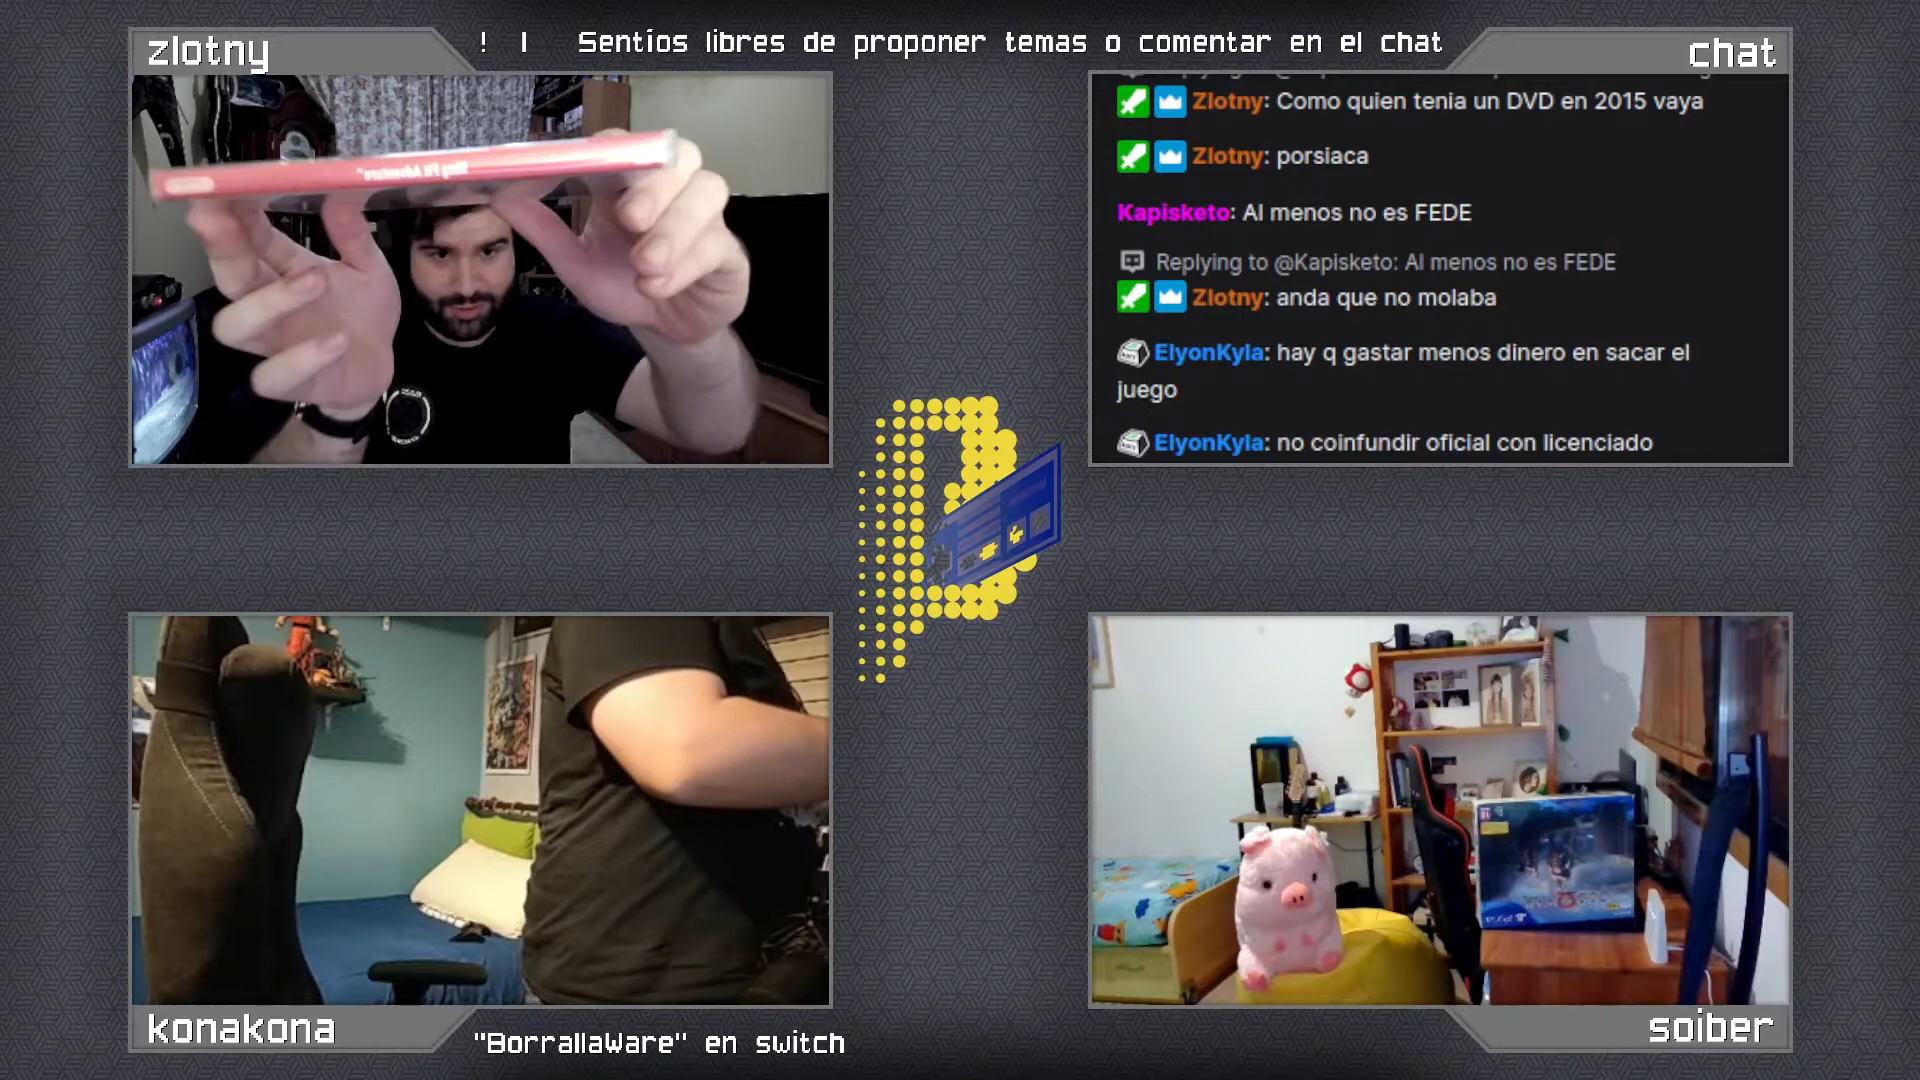 zlotny
! | Sentíos libres de proponer temas o comentar en el chat
chat
Ring Fit Adventure™
Zlotny: Como quien tenia un DVD en 2015 vaya
Zlotny: porsiaca
Kapisketo: Al menos no es FEDE
Replying to @Kapisketo: Al menos no es FEDE
Zlotny: anda que no molaba
ElyonKyla: hay q gastar menos dinero en sacar el
juego
ElyonKyla: no coinfundir oficial con licenciado
konakona
"BorrallaWare" en switch
soiber